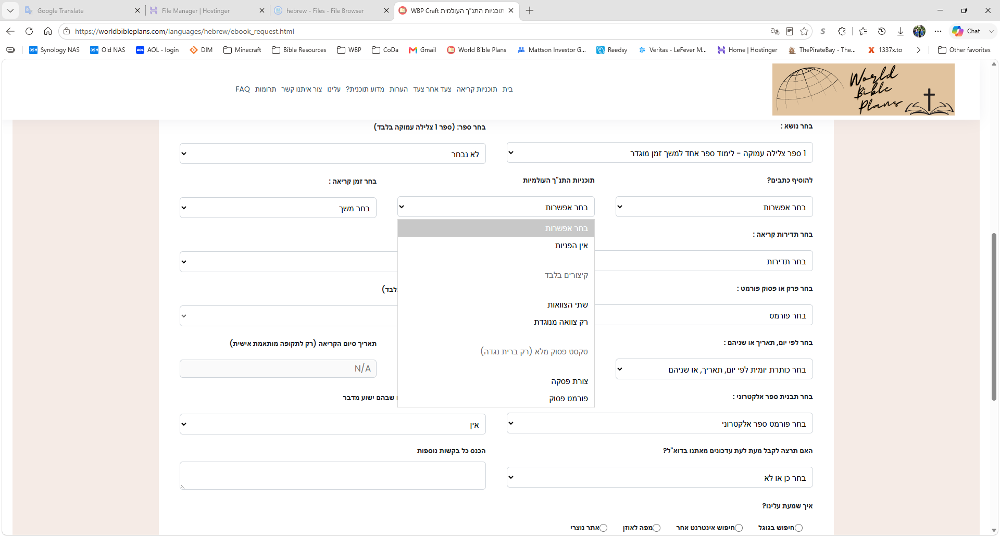 Google Translate
File Manager | Hostinger
hebrew - Files - File Browser
WBP Craft תוכניות התנ"ך העולמית
https://worldbibleplans.com/languages/hebrew/ebook_request.html
Chat
Synology NAS
Old NAS
AOL - login
DIM
Minecraft
Bible Resources
WBP
CoDa
Gmail
World Bible Plans
Mattson Investor G...
Reedsy
Veritas - LeFever M...
Home | Hostinger
ThePirateBay - The...
1337x.to
Other favorites
World
Bible
Plans
בית תוכניות קריאה צעד אחר צעד הערות מדוע תוכנית? עלינו צור איתנו קשר תרומות FAQ
בחר נושא :
בחר ספר: (ספר 1 צלילה עמוקה בלבד)
1 ספר צלילה עמוקה - לימוד ספר אחד למשך זמן מוגדר
לא נבחר
להוסיף כתבים?
תוכניות התנ"ך העולמיות
בחר זמן קריאה :
בחר אפשרות
בחר אפשרות
בחר משך
בחר אפשרות
אין הפניות
קיצורים בלבד
שתי הצוואות
רק צוואה מנוגדת
טקסט פסוק מלא (רק ברית נגדה)
צורת פסקה
פורמט פסוק
בחר תדירות קריאה :
בחר תדירות
בחר פרק או פסוק פורמט :
בחר פורמט
בחר לפי יום, תאריך או שניהם :
תאריך סיום הקריאה (רק לתקופה מותאמת אישית)
בחר כותרת יומית לפי יום, תאריך, או שניהם
N/A
בחר תבנית ספר אלקטרוני :
שבהם ישוע מדבר
בחר פורמט ספר אלקטרוני
אין
האם תרצה לקבל מעת לעת עדכונים מאתנו בדוא"ל?
הכנס כל בקשות נוספות
בחר כן או לא
איך שמעת עלינו?
חיפוש בגוגל
חיפוש אינטרנט אחר
מפה לאוזן
אתר נוצרי